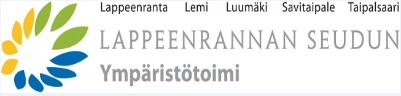 Lappeenranta Lemi Luumäki Savitaipale Taipalsaari
LAPPEENRANNAN SEUDUN
Ympäristötoimi